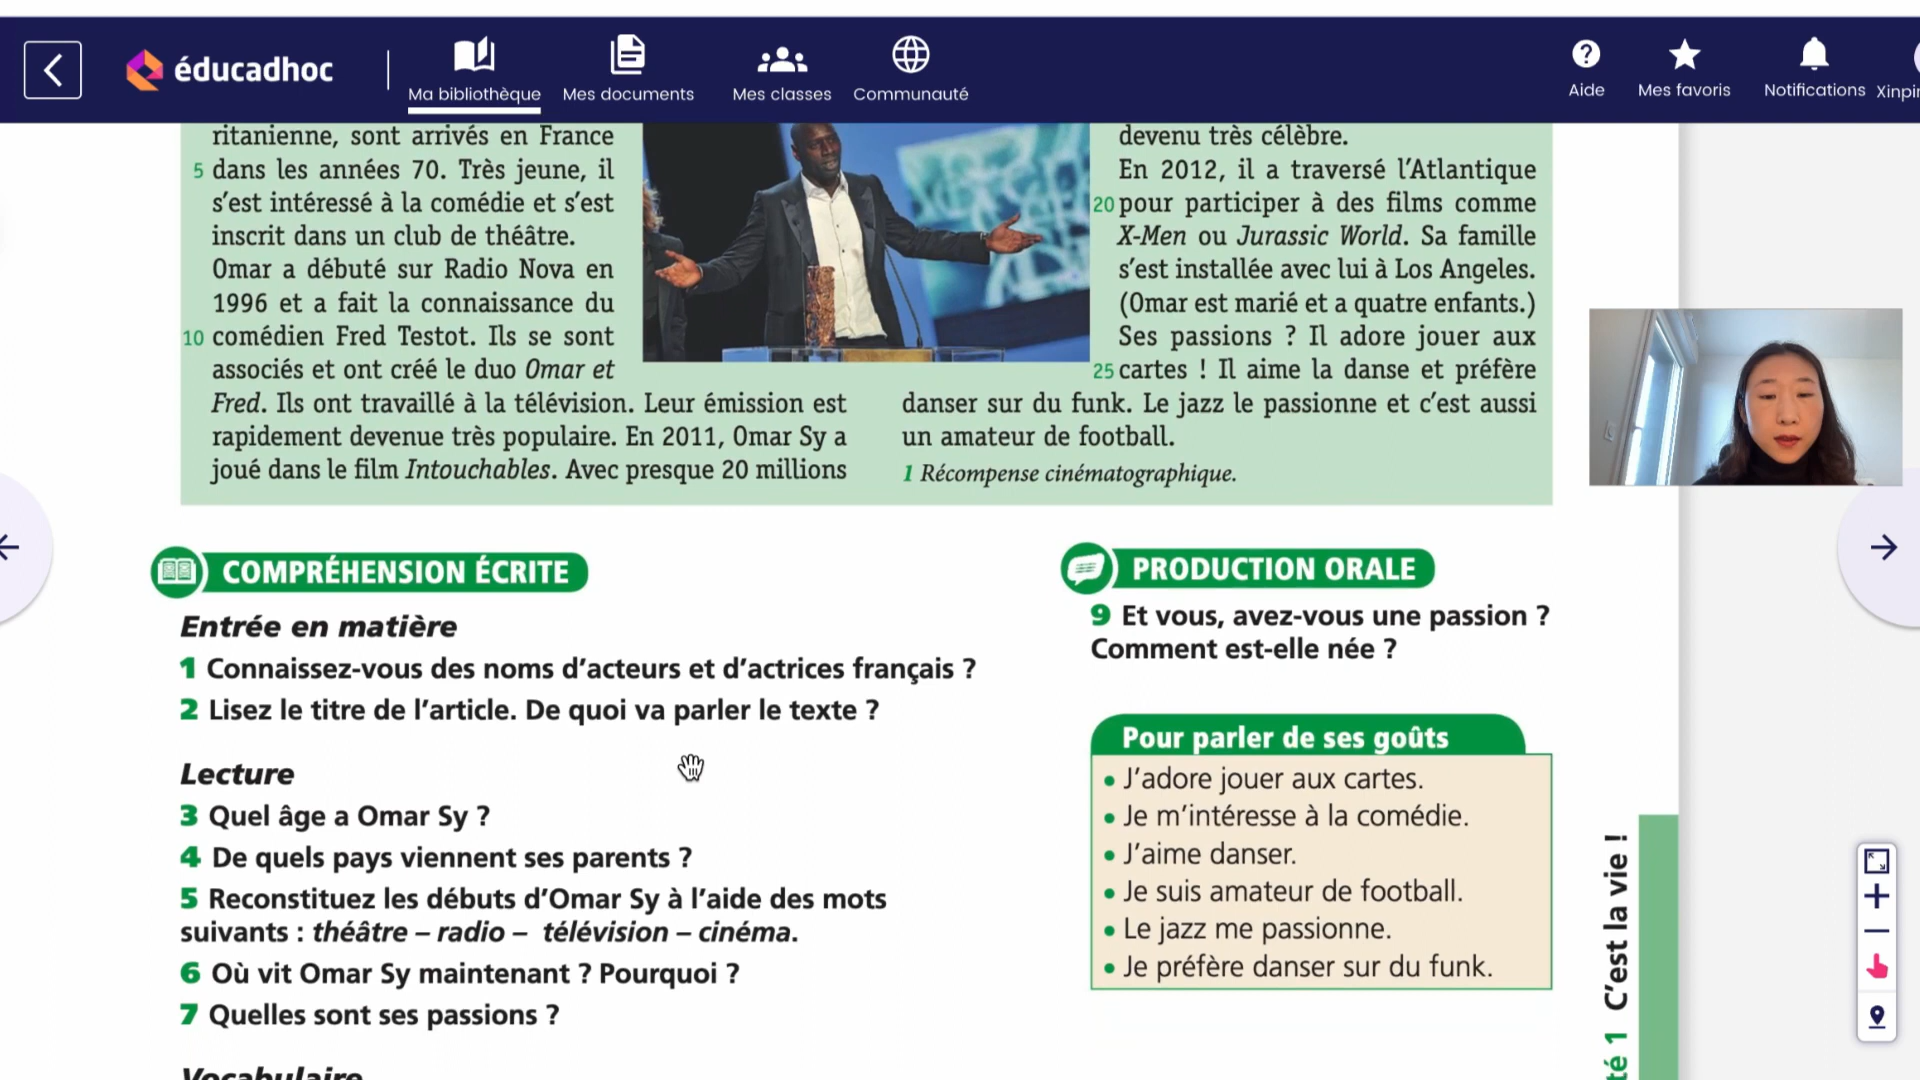 éducadhoc
Ma bibliothèque
Mes documents
Mes classes
Communauté
Aide
Mes favoris
Notifications
ritanienne, sont arrivés en France
5 dans les années 70. Très jeune, il
s'est intéressé à la comédie et s'est
inscrit dans un club de théâtre.
Omar a débuté sur Radio Nova en
1996 et a fait la connaissance du
10 comédien Fred Testot. Ils se sont
associés et ont créé le duo Omar et
Fred. Ils ont travaillé à la télévision. Leur émission est
rapidement devenue très populaire. En 2011, Omar Sy a
joué dans le film Intouchables. Avec presque 20 millions
devenu très célèbre.
En 2012, il a traversé l'Atlantique
20 pour participer à des films comme
X-Men ou Jurassic World. Sa famille
s'est installée avec lui à Los Angeles.
(Omar est marié et a quatre enfants.)
Ses passions ? Il adore jouer aux
25 cartes ! Il aime la danse et préfère
danser sur du funk. Le jazz le passionne et c'est aussi
un amateur de football.
1 Récompense cinématographique.
COMPRÉHENSION ÉCRITE
Entrée en matière
1 Connaissez-vous des noms d'acteurs et d'actrices français ?
2 Lisez le titre de l'article. De quoi va parler le texte ?
Lecture
3 Quel âge a Omar Sy ?
4 De quels pays viennent ses parents ?
5 Reconstituez les débuts d'Omar Sy à l'aide des mots
suivants : théâtre – radio – télévision – cinéma.
6 Où vit Omar Sy maintenant ? Pourquoi ?
7 Quelles sont ses passions ?
Vocabulaire
PRODUCTION ORALE
9 Et vous, avez-vous une passion ?
Comment est-elle née ?
Pour parler de ses goûts
• J'adore jouer aux cartes.
• Je m'intéresse à la comédie.
• J'aime danser.
• Je suis amateur de football.
• Le jazz me passionne.
• Je préfère danser sur du funk.
té 1 C'est la vie !